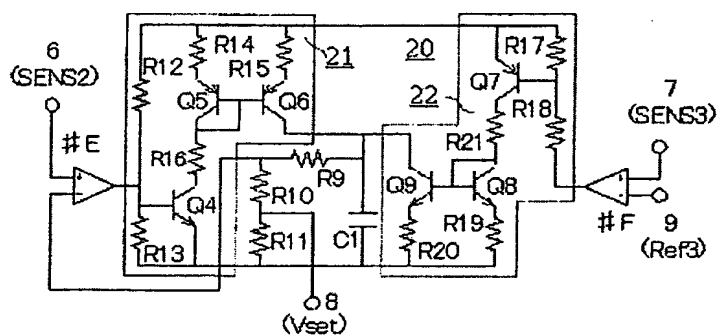 6
(SENS2)
#E
R12
R14
R15
21
20
22
R17
Q7
R18
7
(SENS3)
Q5
Q6
R16
R21
Q4
R9
R10
Q9
Q8
R13
R11
C1
R20
R19
#F
9
(Ref3)
8
(Vset)